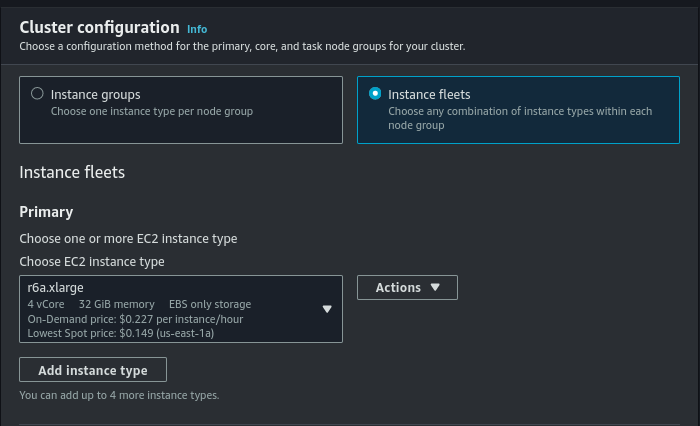 Cluster configuration Info
Choose a configuration method for the primary, core, and task node groups for your cluster.
Instance groups
Choose one instance type per node group
Instance fleets
Choose any combination of instance types within each
node group
Instance fleets
Primary
Choose one or more EC2 instance type
Choose EC2 instance type
r6a.xlarge
4 vCore 32 GiB memory EBS only storage
On-Demand price: $0.227 per instance/hour
Lowest Spot price: $0.149 (us-east-1a)
Actions
Add instance type
You can add up to 4 more instance types.